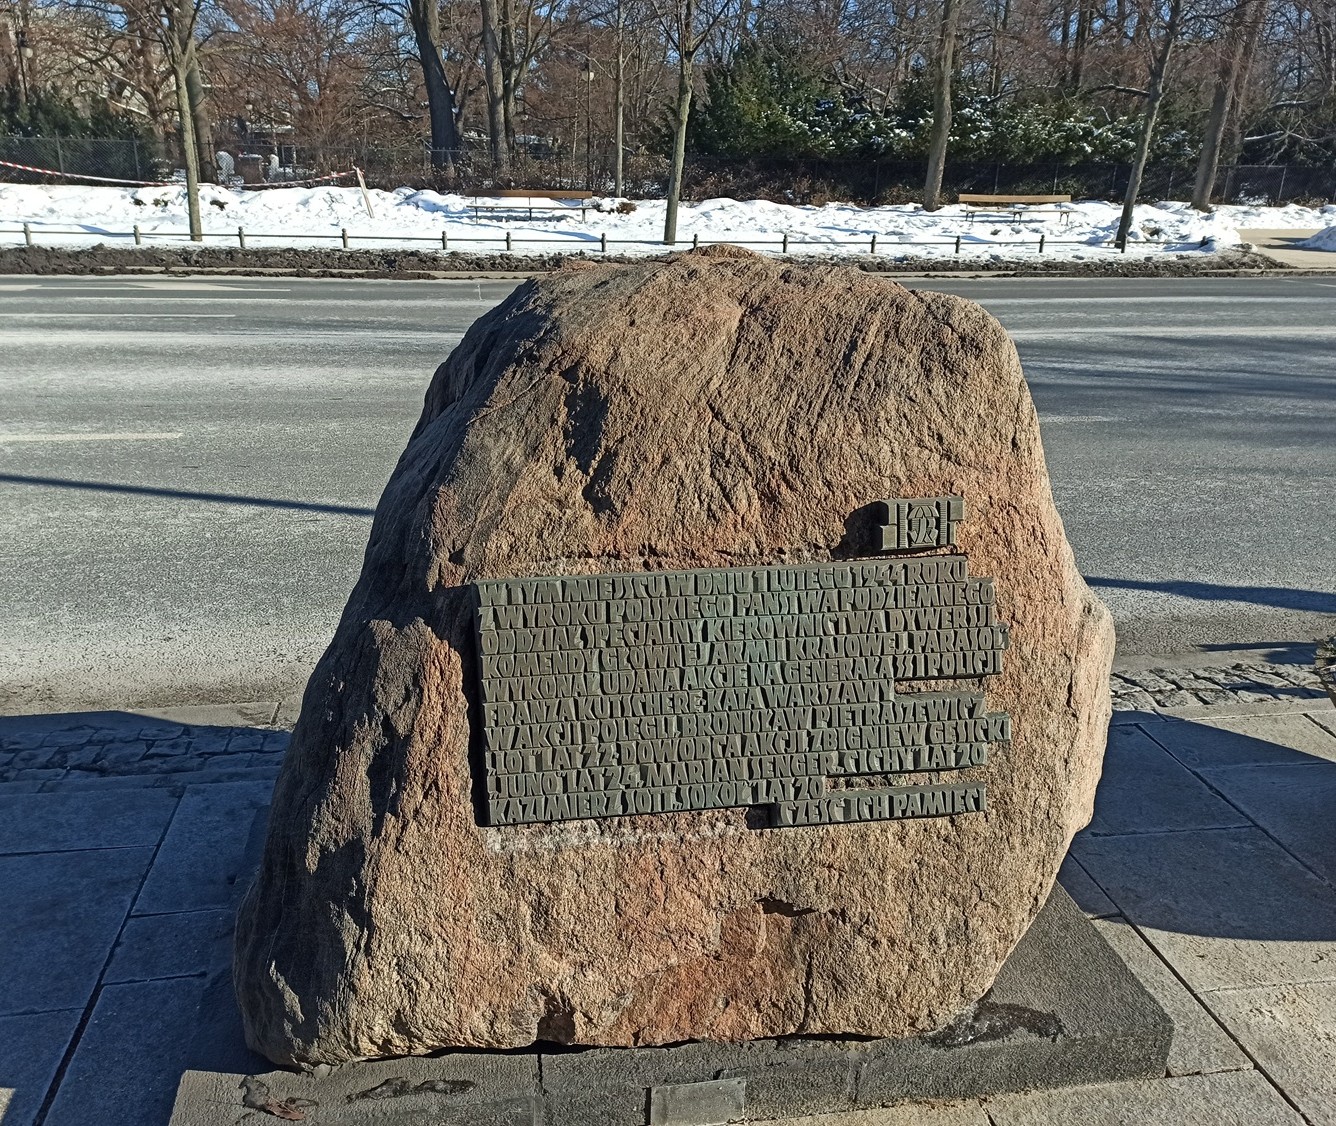 W TYM MIEJSCU W DNIU 1 LUTEGO 1944 ROKU
Z WYROKU POLSKIEGO PAŃSTWA PODZIEMNEGO
ODDZIAŁ SPECJALNY KIEROWNICTWA DYWERSJI
KOMENDY GŁÓWNEJ ARMII KRAJOWEJ „PARASOL”
WYKONAŁ UDANĄ AKCJĘ NA GENERAŁA SS I POLICJI
FRANZA KUTSCHERĘ KATA WARSZAWY
W AKCJI POLEGLI: BRONISŁAW PIETRASZEWICZ
„LOT” LAT 22, DOWÓDCA AKCJI, ZBIGNIEW GĘSICKI
„JUNO” LAT 24, MARIAN SENGER „CICHY” LAT 20
KAZIMIERZ SOTT „SOKÓŁ” LAT 20
CZEŚĆ ICH PAMIĘCI